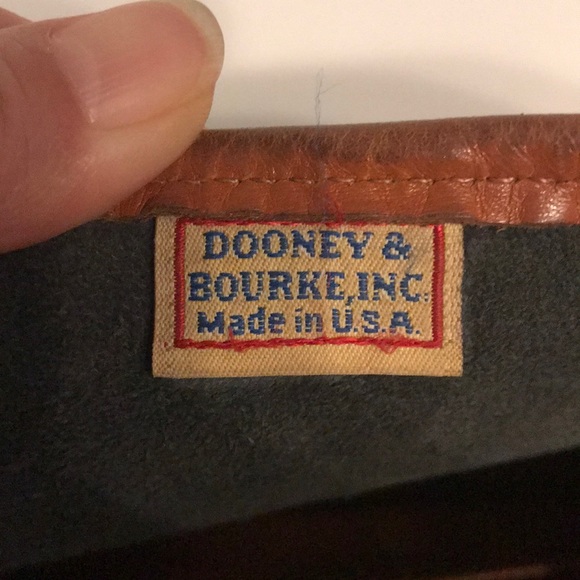 DOONEY &
BOURKE, INC.
Made in U.S.A.